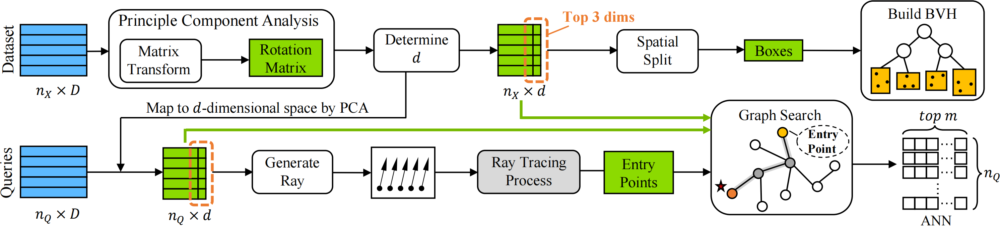 Dataset
n_X × D
Principle Component Analysis
Matrix
Transform
Rotation
Matrix
Determine
d
Top 3 dims
n_X × d
Spatial
Split
Boxes
Build BVH
Map to d-dimensional space by PCA
Queries
n_Q × D
n_Q × d
Generate
Ray
Ray Tracing
Process
Entry
Points
Graph Search
Entry
Point
top m
n_Q
ANN